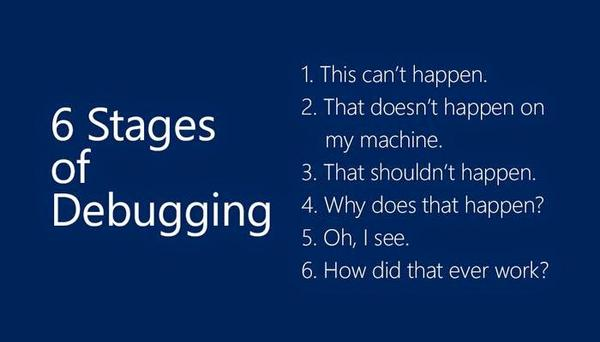 6 Stages
of
Debugging
1. This can't happen.
2. That doesn't happen on
my machine.
3. That shouldn't happen.
4. Why does that happen?
5. Oh, I see.
6. How did that ever work?